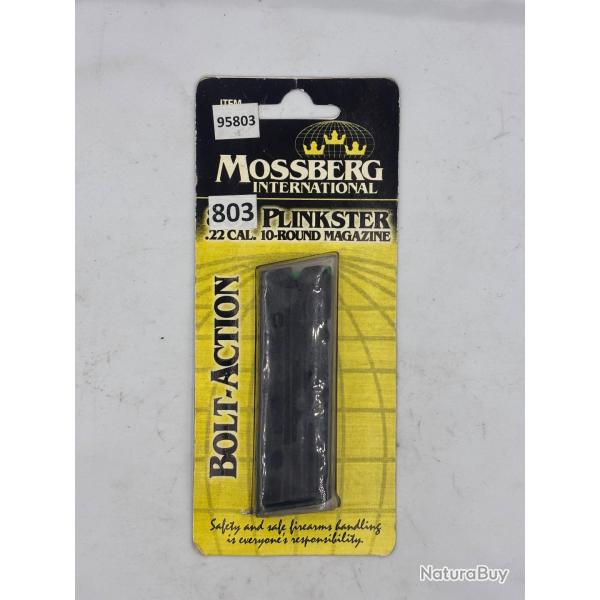 ITEM
95803
MOSSBERG
INTERNATIONAL
803 PLINKSTER
.22 CAL. 10-ROUND MAGAZINE
BOLT-ACTION
Safety and safe firearms handling
is everyone's responsibility.
NaturaBuy